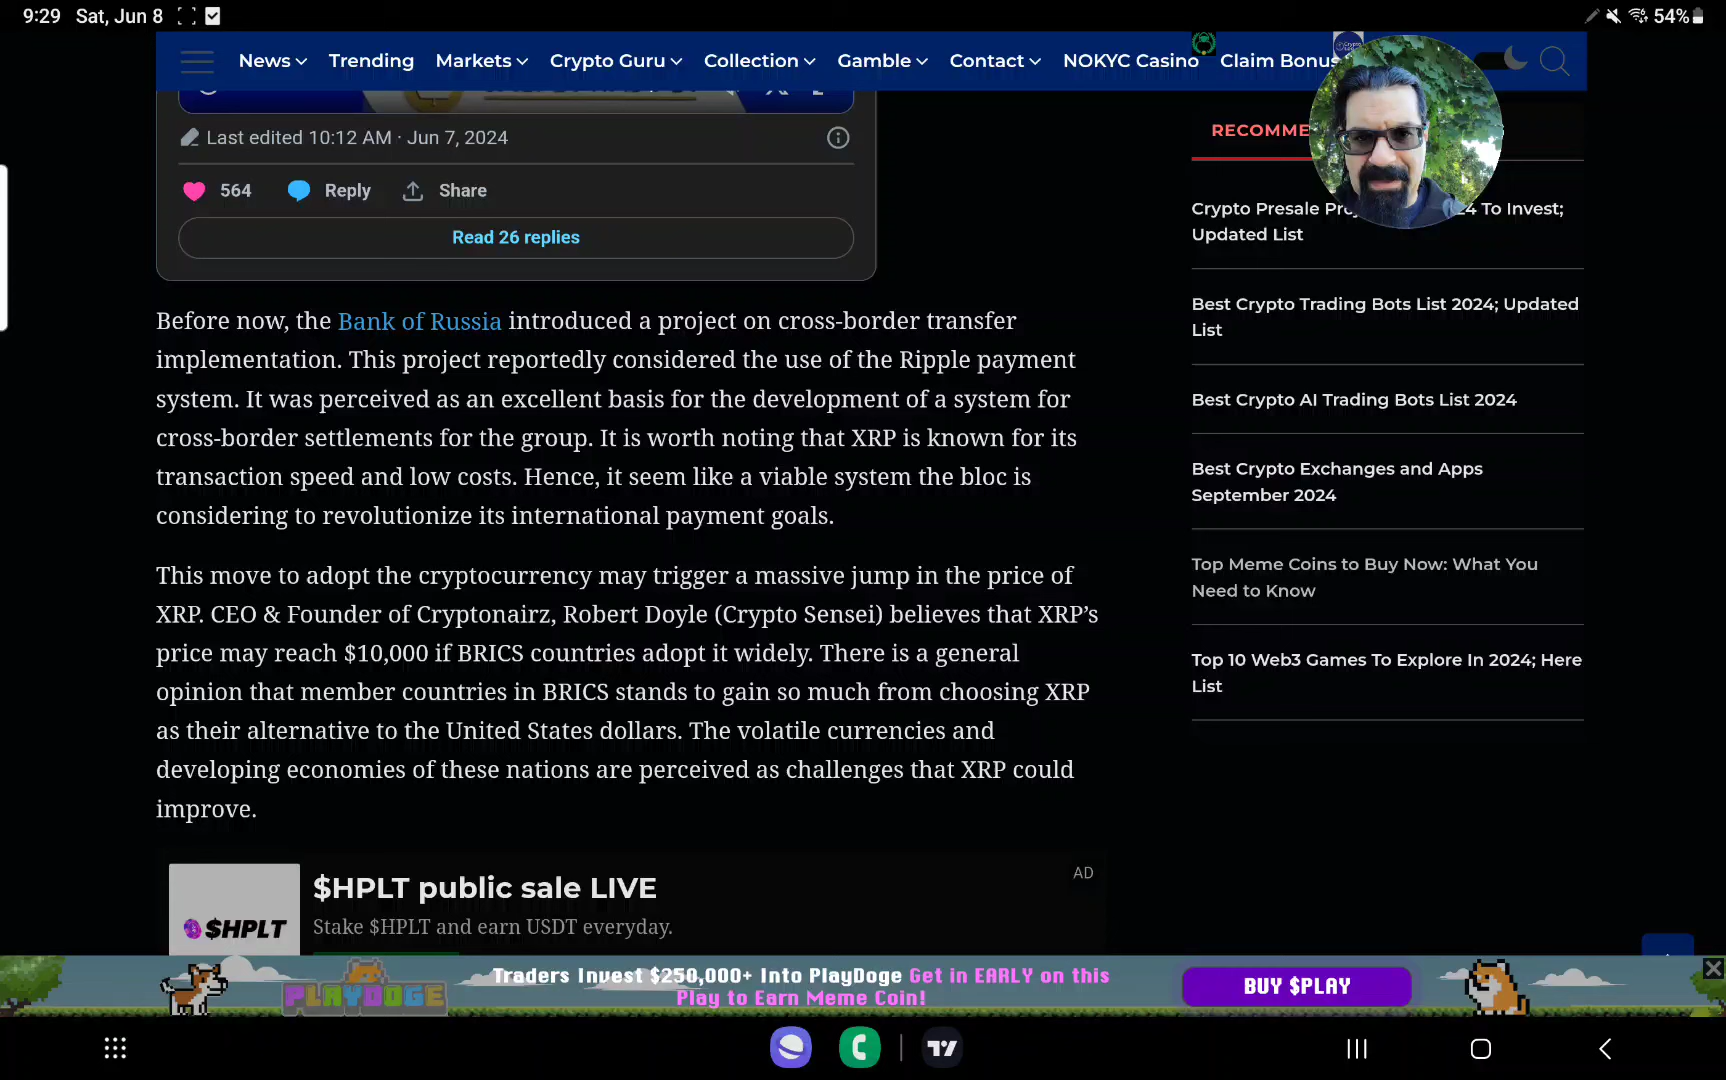 9:29 Sat, Jun 8
54%
News Trending Markets Crypto Guru Collection Gamble Contact NOKYC Casino Claim Bonus
Last edited 10:12 AM · Jun 7, 2024
564 Reply Share
Read 26 replies
Before now, the Bank of Russia introduced a project on cross-border transfer
implementation. This project reportedly considered the use of the Ripple payment
system. It was perceived as an excellent basis for the development of a system for
cross-border settlements for the group. It is worth noting that XRP is known for its
transaction speed and low costs. Hence, it seem like a viable system the bloc is
considering to revolutionize its international payment goals.
This move to adopt the cryptocurrency may trigger a massive jump in the price of
XRP. CEO & Founder of Cryptonairz, Robert Doyle (Crypto Sensei) believes that XRP’s
price may reach $10,000 if BRICS countries adopt it widely. There is a general
opinion that member countries in BRICS stands to gain so much from choosing XRP
as their alternative to the United States dollars. The volatile currencies and
developing economies of these nations are perceived as challenges that XRP could
improve.
RECOMME
Crypto Presale 24 To Invest;
Updated List
Best Crypto Trading Bots List 2024; Updated
List
Best Crypto AI Trading Bots List 2024
Best Crypto Exchanges and Apps
September 2024
Top Meme Coins to Buy Now: What You
Need to Know
Top 10 Web3 Games To Explore In 2024; Here
List
$HPLT
$HPLT public sale LIVE
AD
Stake $HPLT and earn USDT everyday.
PLAYDOGE
Traders Invest $250,000+ Into PlayDoge Get in EARLY on this
Play to Earn Meme Coin!
BUY $PLAY